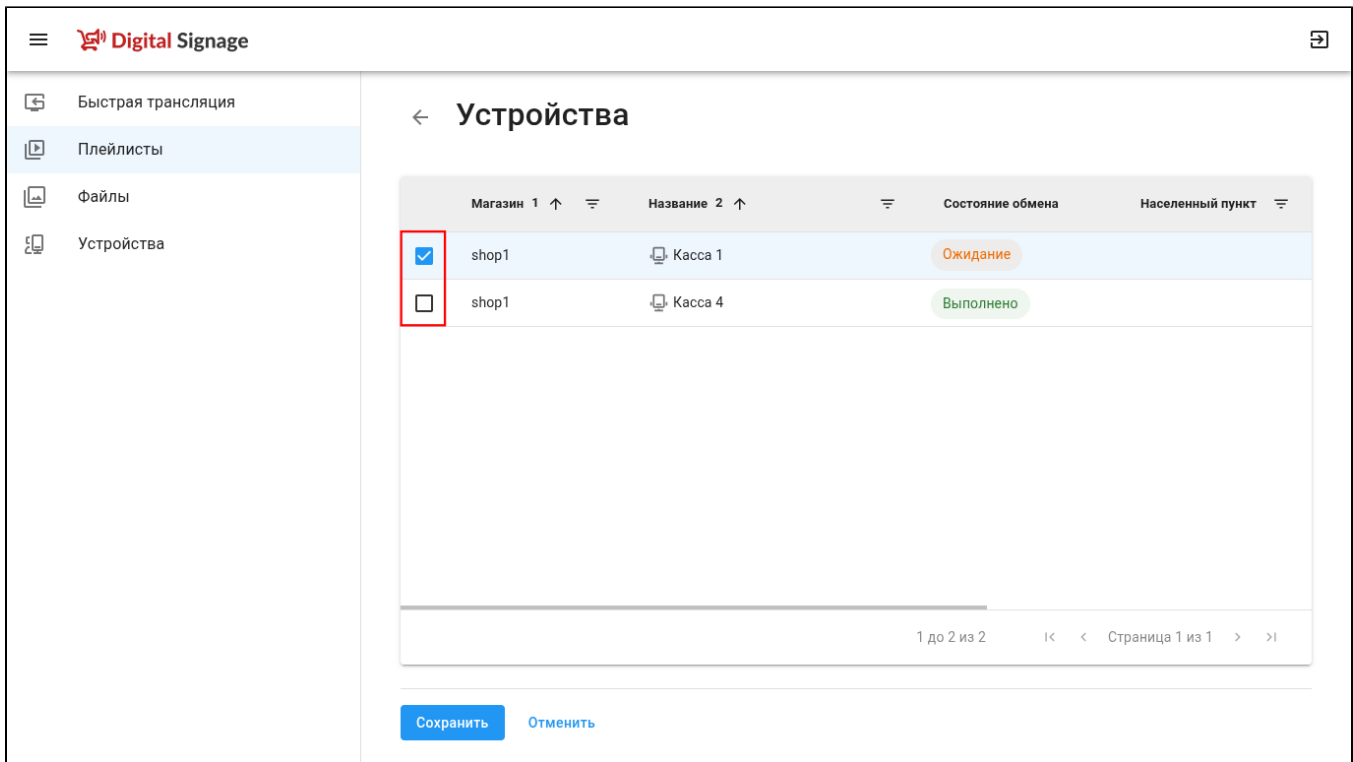 Digital Signage
Быстрая трансляция
Плейлисты
Файлы
Устройства
Устройства
Магазин 1 Название 2 Состояние обмена Населенный пункт
shop1 Касса 1 Ожидание
shop1 Касса 4 Выполнено
1 до 2 из 2 Страница 1 из 1
Сохранить Отменить